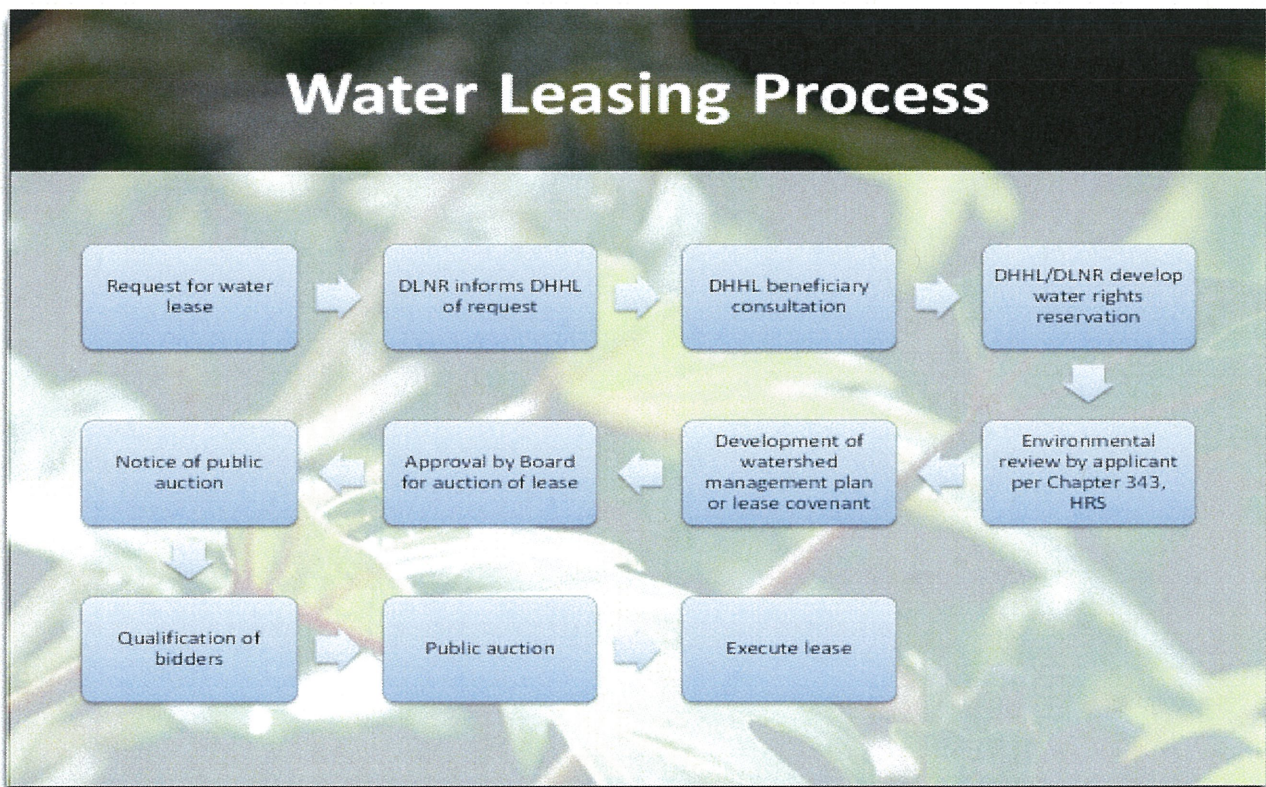 Water Leasing Process
Request for water
lease
DLNR informs DHHL
of request
DHHL beneficiary
consultation
DHHL/DLNR develop
water rights
reservation
Environmental
review by applicant
per Chapter 343,
HRS
Development of
watershed
management plan
or lease covenant
Approval by Board
for auction of lease
Notice of public
auction
Qualification of
bidders
Public auction
Execute lease